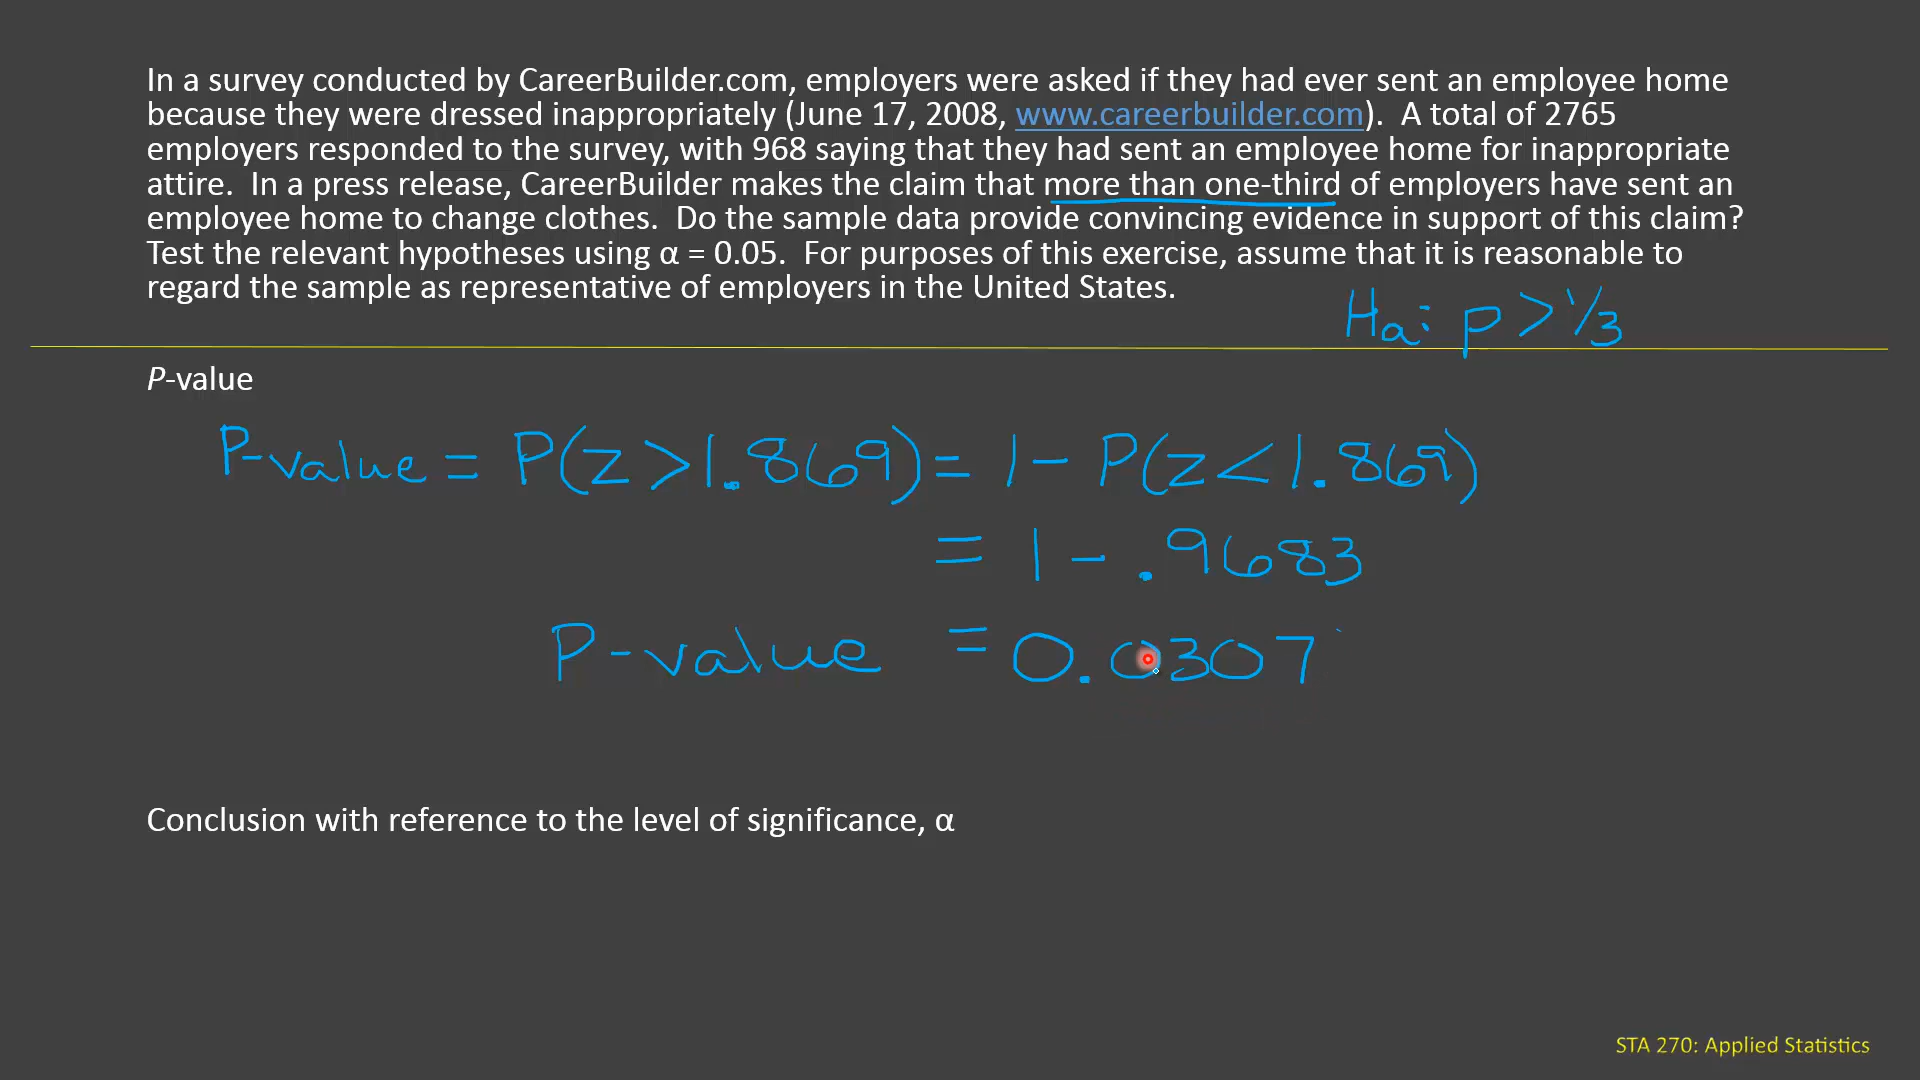 In a survey conducted by CareerBuilder.com, employers were asked if they had ever sent an employee home
because they were dressed inappropriately (June 17, 2008, www.careerbuilder.com).  A total of 2765
employers responded to the survey, with 968 saying that they had sent an employee home for inappropriate
attire.  In a press release, CareerBuilder makes the claim that more than one-third of employers have sent an
employee home to change clothes.  Do the sample data provide convincing evidence in support of this claim?
Test the relevant hypotheses using α = 0.05.  For purposes of this exercise, assume that it is reasonable to
regard the sample as representative of employers in the United States.
Ha: p > 1/3
P-value
P-value = P(z > 1.869) = 1 - P(z < 1.869)
= 1 - .9683
P-value = 0.0307
Conclusion with reference to the level of significance, α
STA 270: Applied Statistics